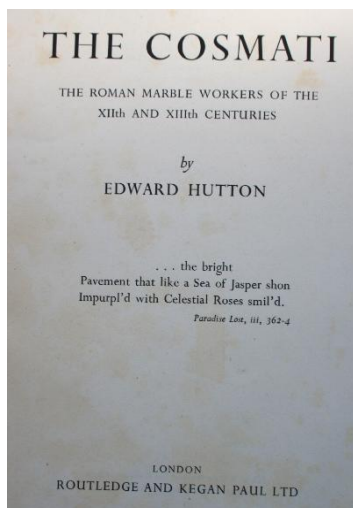 THE COSMATI
THE ROMAN MARBLE WORKERS OF THE
XIIth AND XIIIth CENTURIES
by
EDWARD HUTTON
. . . the bright
Pavement that like a Sea of Jasper shon
Impurpl'd with Celestial Roses smil'd.
Paradise Lost, iii, 362-4
LONDON
ROUTLEDGE AND KEGAN PAUL LTD